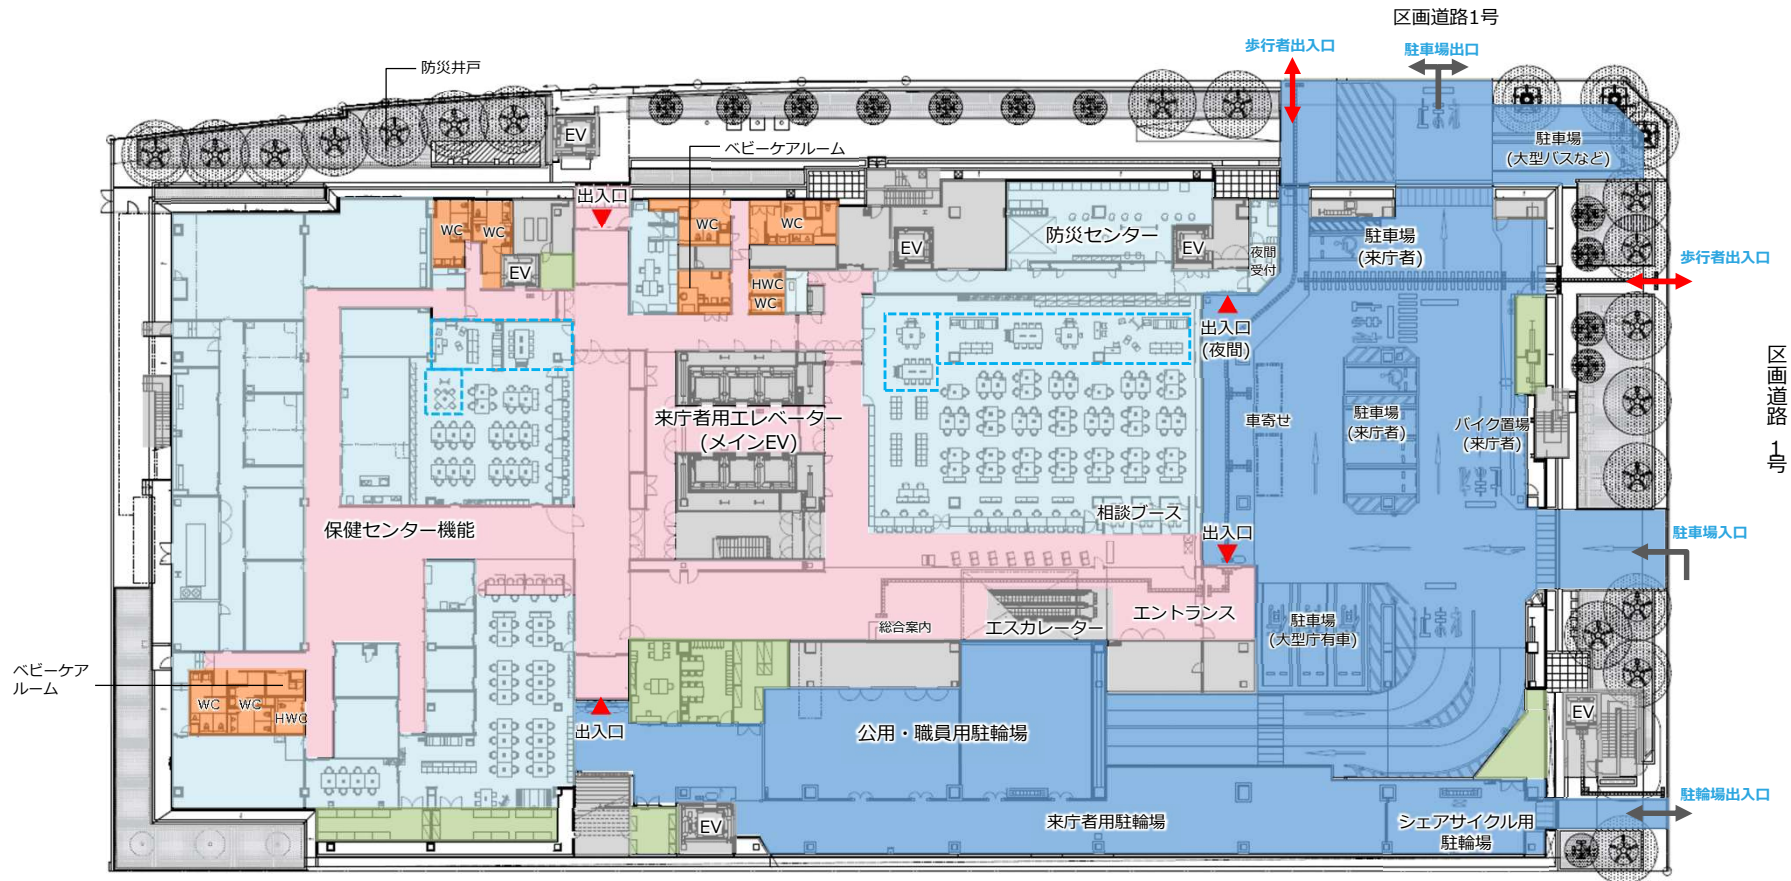 区画道路1号
歩行者出入口
駐車場出口
防災井戸
EV
ベビーケアルーム
駐車場
(大型バスなど)
出入口
WC
WC
WC
WC
EV
EV
防災センター
EV
夜間
受付
駐車場
(来庁者)
歩行者出入口
HWC
WC
出入口
(夜間)
区画道路1号
来庁者用エレベーター
(メインEV)
車寄せ
駐車場
(来庁者)
バイク置場
(来庁者)
保健センター機能
相談ブース
出入口
駐車場入口
総合案内
エスカレーター
エントランス
駐車場
(大型庁有車)
ベビーケア
ルーム
WC
WC
HWC
出入口
公用・職員用駐輪場
EV
EV
来庁者用駐輪場
シェアサイクル用
駐輪場
駐輪場出入口